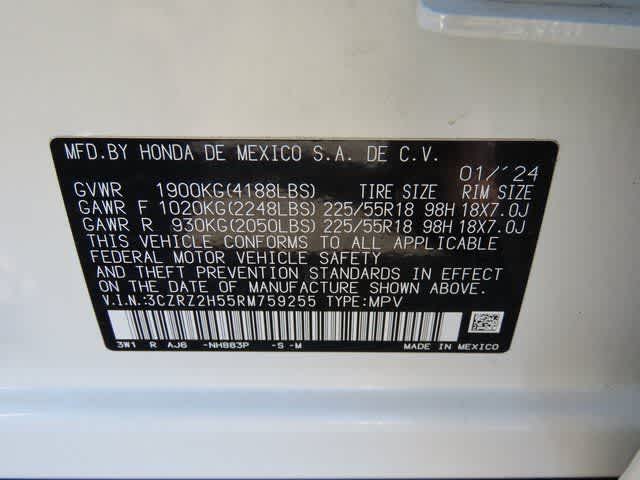 MFD.BY HONDA DE MEXICO S.A. DE C.V.
01/'24
GVWR 1900KG(4188LBS) TIRE SIZE RIM SIZE
GAWR F 1020KG(2248LBS) 225/55R18 98H 18X7.0J
GAWR R 930KG(2050LBS) 225/55R18 98H 18X7.0J
THIS VEHICLE CONFORMS TO ALL APPLICABLE
FEDERAL MOTOR VEHICLE SAFETY
AND THEFT PREVENTION STANDARDS IN EFFECT
ON THE DATE OF MANUFACTURE SHOWN ABOVE.
V.I.N.:3CZRZ2H55RM759255 TYPE:MPV
3W1 R AJ6 -NH883P -S -M MADE IN MEXICO